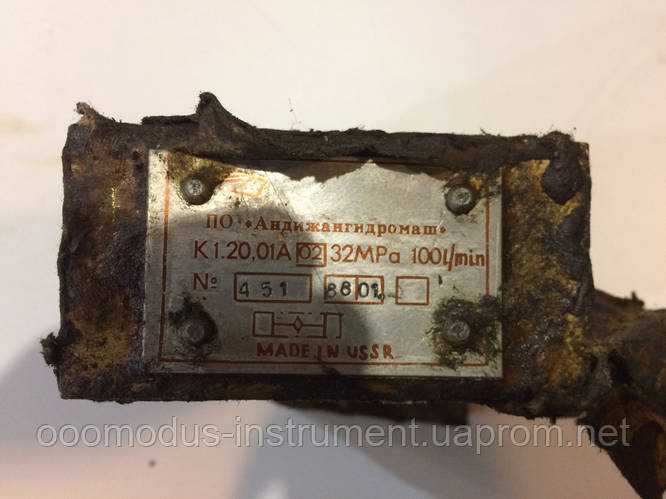 ПО «Андижангидромаш»
К1.20,01А 02 32МРа 100l/min
№ 451 8801
MADE IN USSR
ooomodus-instrument.uaprom.net